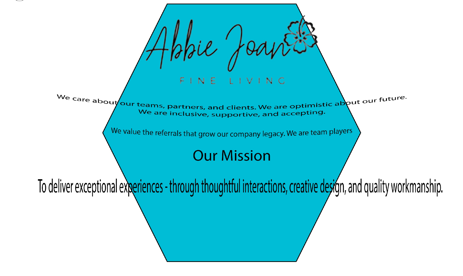 Abbie Joan
FINE LIVING
We care about our teams, partners, and clients. We are optimistic about our future.
We are inclusive, supportive, and accepting.
We value the referrals that grow our company legacy. We are team players
Our Mission
To deliver exceptional experiences - through thoughtful interactions, creative design, and quality workmanship.